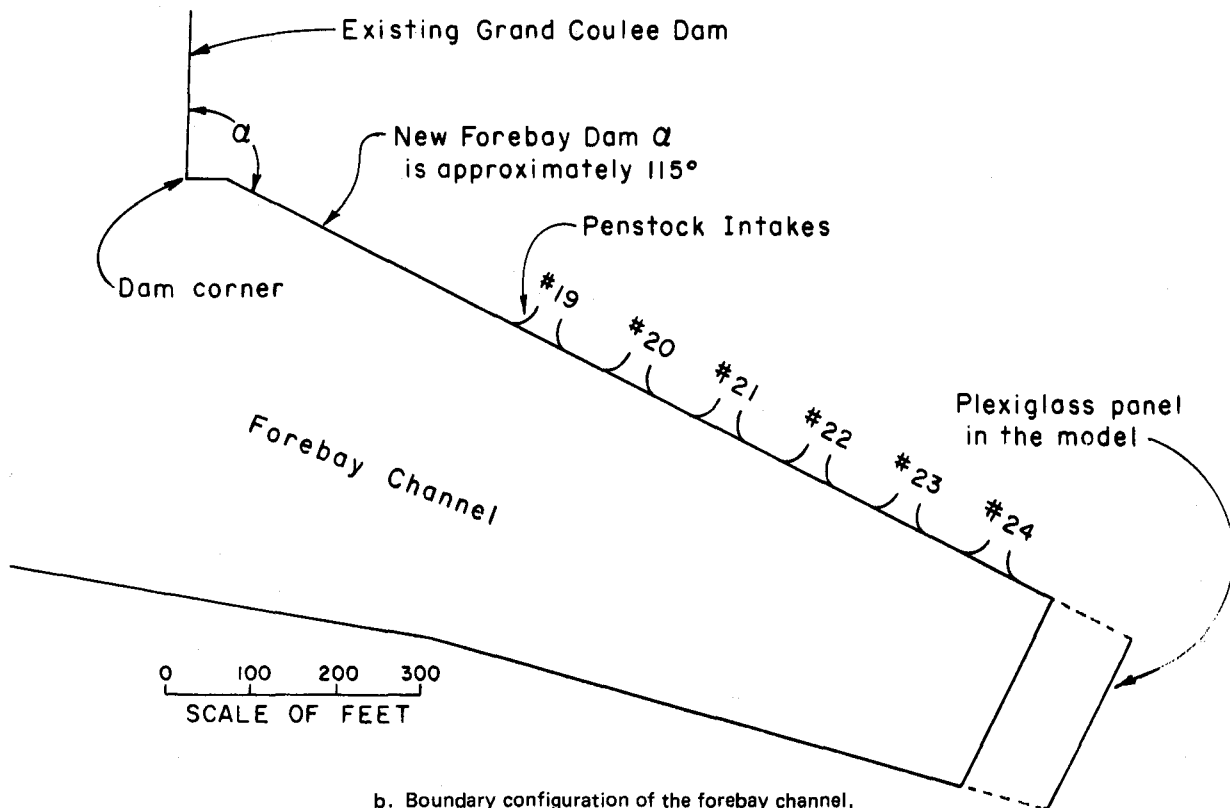 Existing Grand Coulee Dam
α
New Forebay Dam α
is approximately 115°
Penstock Intakes
Dam corner
#19
#20
#21
#22
#23
#24
Plexiglass panel
in the model
Forebay Channel
0 100 200 300
SCALE OF FEET
b. Boundary configuration of the forebay channel.